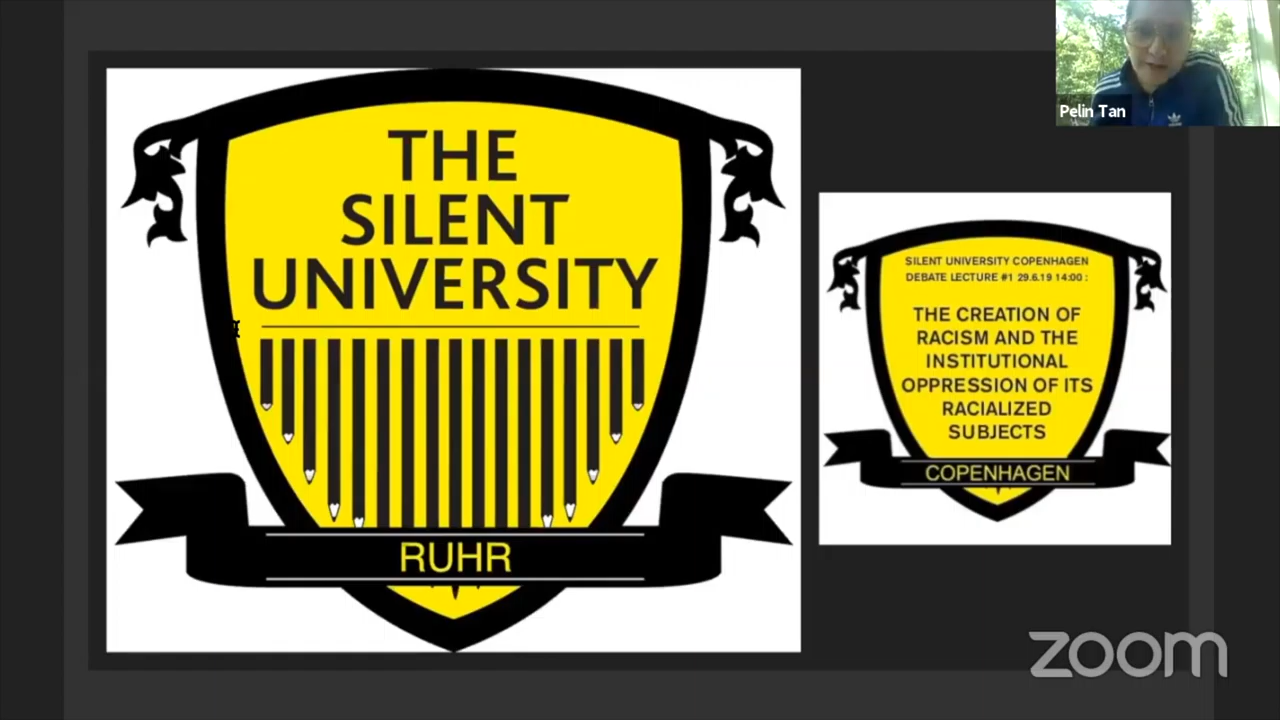 THE
SILENT
UNIVERSITY
RUHR
SILENT UNIVERSITY COPENHAGEN
DEBATE LECTURE #1 29.6.19 14:00 :
THE CREATION OF
RACISM AND THE
INSTITUTIONAL
OPPRESSION OF ITS
RACIALIZED
SUBJECTS
COPENHAGEN
Pelin Tan
zoom